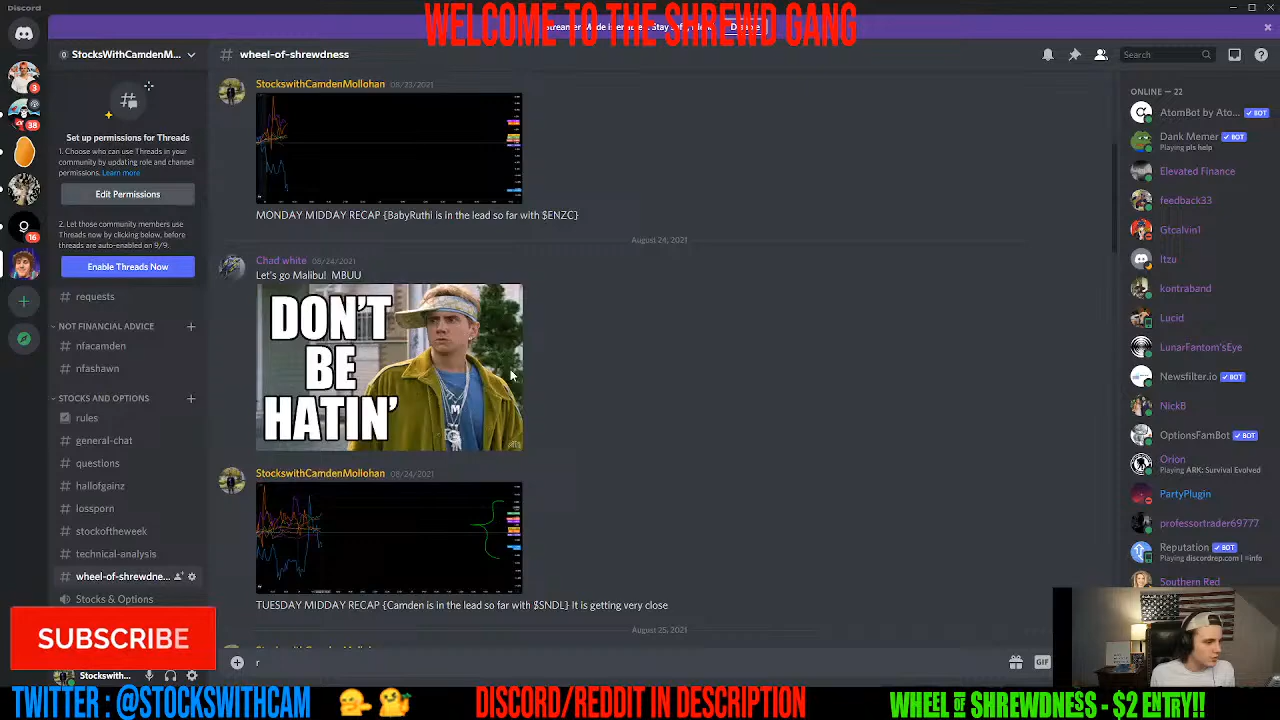 Discord
WELCOME TO THE SHREWD GANG
StocksWithCamdenM...
# wheel-of-shrewdness
Search
Set up permissions for Threads
1. Choose who can use Threads in your community by updating role and channel permissions. Learn more
Edit Permissions
2. Let those community members use Threads now by clicking below, before threads are auto-enabled on 9/9:
Enable Threads Now
3
38
16
# requests
NOT FINANCIAL ADVICE
# nfacamden
# nfashawn
STOCKS AND OPTIONS
rules
# general-chat
# questions
# hallofgainz
# lossporn
# stockoftheweek
# technical-analysis
# wheel-of-shrewdne...
Stocks & Options
SUBSCRIBE
Stockswith...
StockswithCamdenMollohan 08/23/2021
MONDAY MIDDAY RECAP {BabyRuthi is in the lead so far with $ENZC}
August 24, 2021
Chad white 08/24/2021
Let's go Malibu! MBUU
DON'T
BE
HATIN'
StockswithCamdenMollohan 08/24/2021
TUESDAY MIDDAY RECAP {Camden is in the lead so far with $SNDL} It is getting very close
August 25, 2021
r
GIF
ONLINE — 22
AtomBot by Ato... BOT
Dank Memer BOT
Playing pls help
Elevated Finance
feedback33
Gtcalvin1
Itzu
kontraband
Lucid
LunarFantom'sEye
Newsfilter.io BOT
NickB
OptionsFamBot BOT
Orion
Playing ARK: Survival Evolved
PartyPlugin
professortrader69777
Reputation BOT
Playing discordrep.com | =info
Southern Red
TWITTER : @STOCKSWITHCAM
DISCORD/REDDIT IN DESCRIPTION
WHEEL OF SHREWDNESS - $2 ENTRY!!